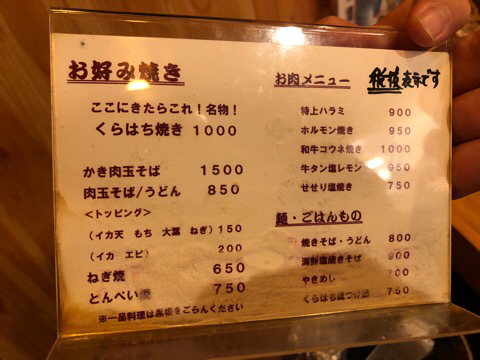 お好み焼き
ここにきたらこれ！名物！
くらはち焼き 1000
かき肉玉そば 1500
肉玉そば/うどん 850
<トッピング>
(イカ天 もち 大葉 ねぎ) 150
(イカ エビ) 200
ねぎ焼 650
とんぺい焼 750
※一品料理は黒板をごらんください
お肉メニュー
税後表示です
特上ハラミ 900
ホルモン焼き 950
和牛コウネ焼き 1000
牛タン塩レモン 950
せせり塩焼き 750
麺・ごはんもの
焼きそば・うどん 800
海鮮塩焼きそば 900
やきめし 700
くらはち 750